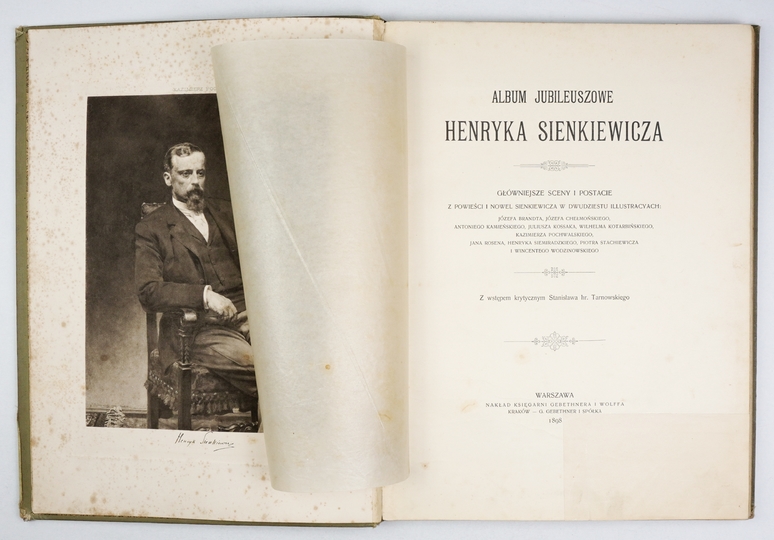 Henryk Sienkiewicz
ALBUM JUBILEUSZOWE
HENRYKA SIENKIEWICZA
GŁÓWNIEJSZE SCENY I POSTACIE
Z POWIEŚCI I NOWEL SIENKIEWICZA W DWUDZIESTU ILLUSTRACYACH:
JÓZEFA BRANDTA, JÓZEFA CHEŁMOŃSKIEGO,
ANTONIEGO KAMIEŃSKIEGO, JULIUSZA KOSSAKA, WILHELMA KOTARBIŃSKIEGO,
KAZIMIERZA POCHWALSKIEGO,
JANA ROSENA, HENRYKA SIEMIRADZKIEGO, PIOTRA STACHIEWICZA
I WINCENTEGO WODZINOWSKIEGO
Z wstępem krytycznym Stanisława hr. Tarnowskiego
WARSZAWA
NAKŁAD KSIĘGARNI GEBETHNERA I WOLFFA
KRAKÓW — G. GEBETHNER I SPÓŁKA
1898